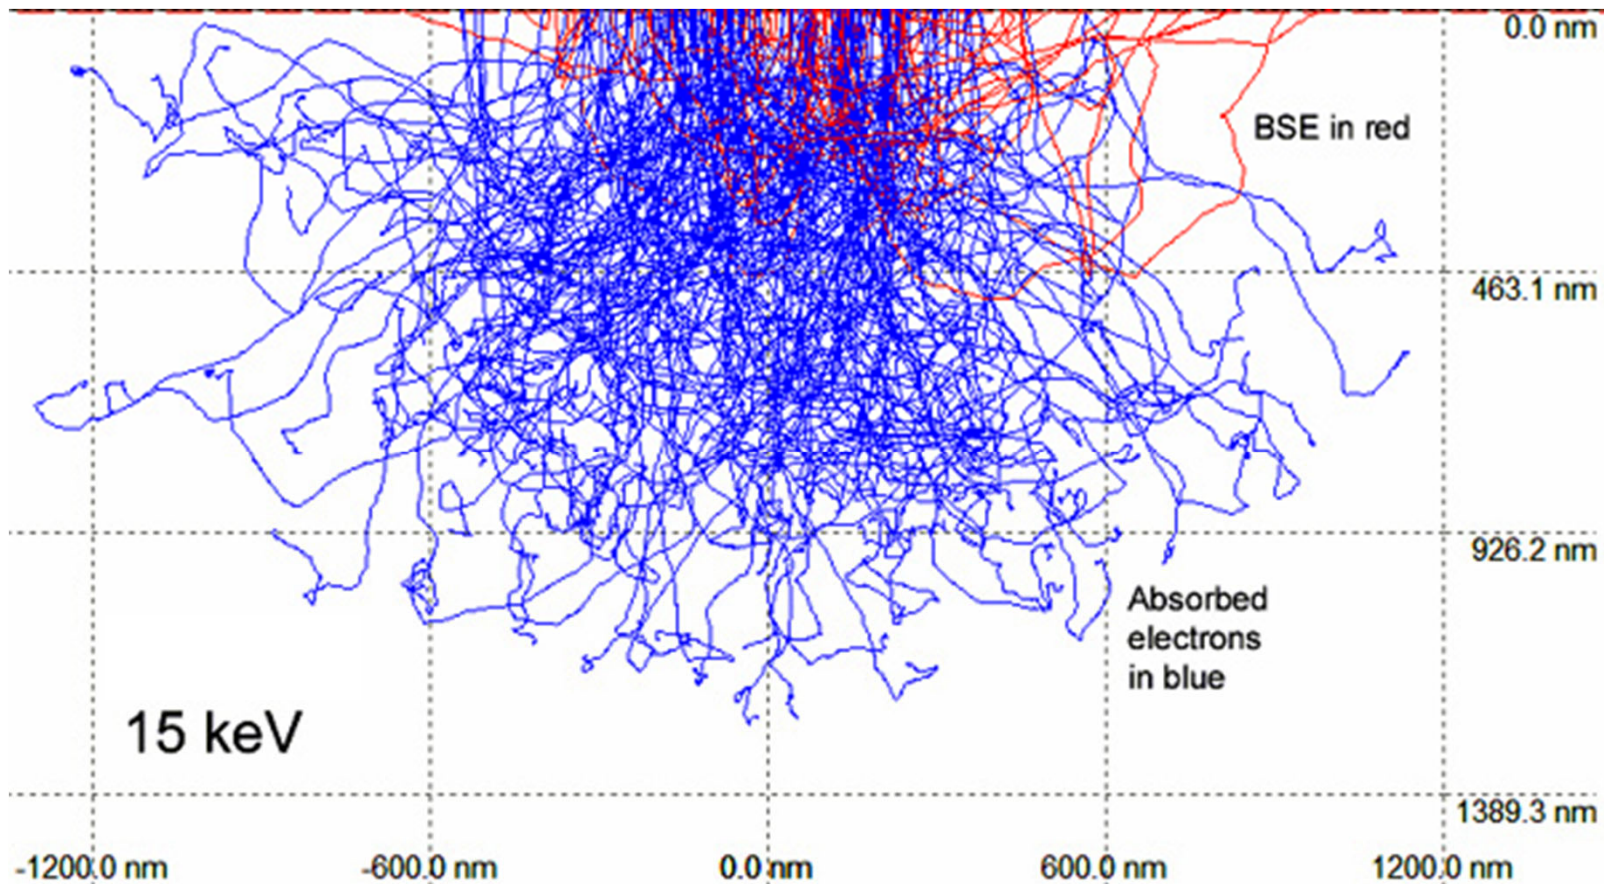 0.0 nm
BSE in red
463.1 nm
926.2 nm
Absorbed
electrons
in blue
15 keV
1389.3 nm
-1200.0 nm -600.0 nm 0.0 nm 600.0 nm 1200.0 nm